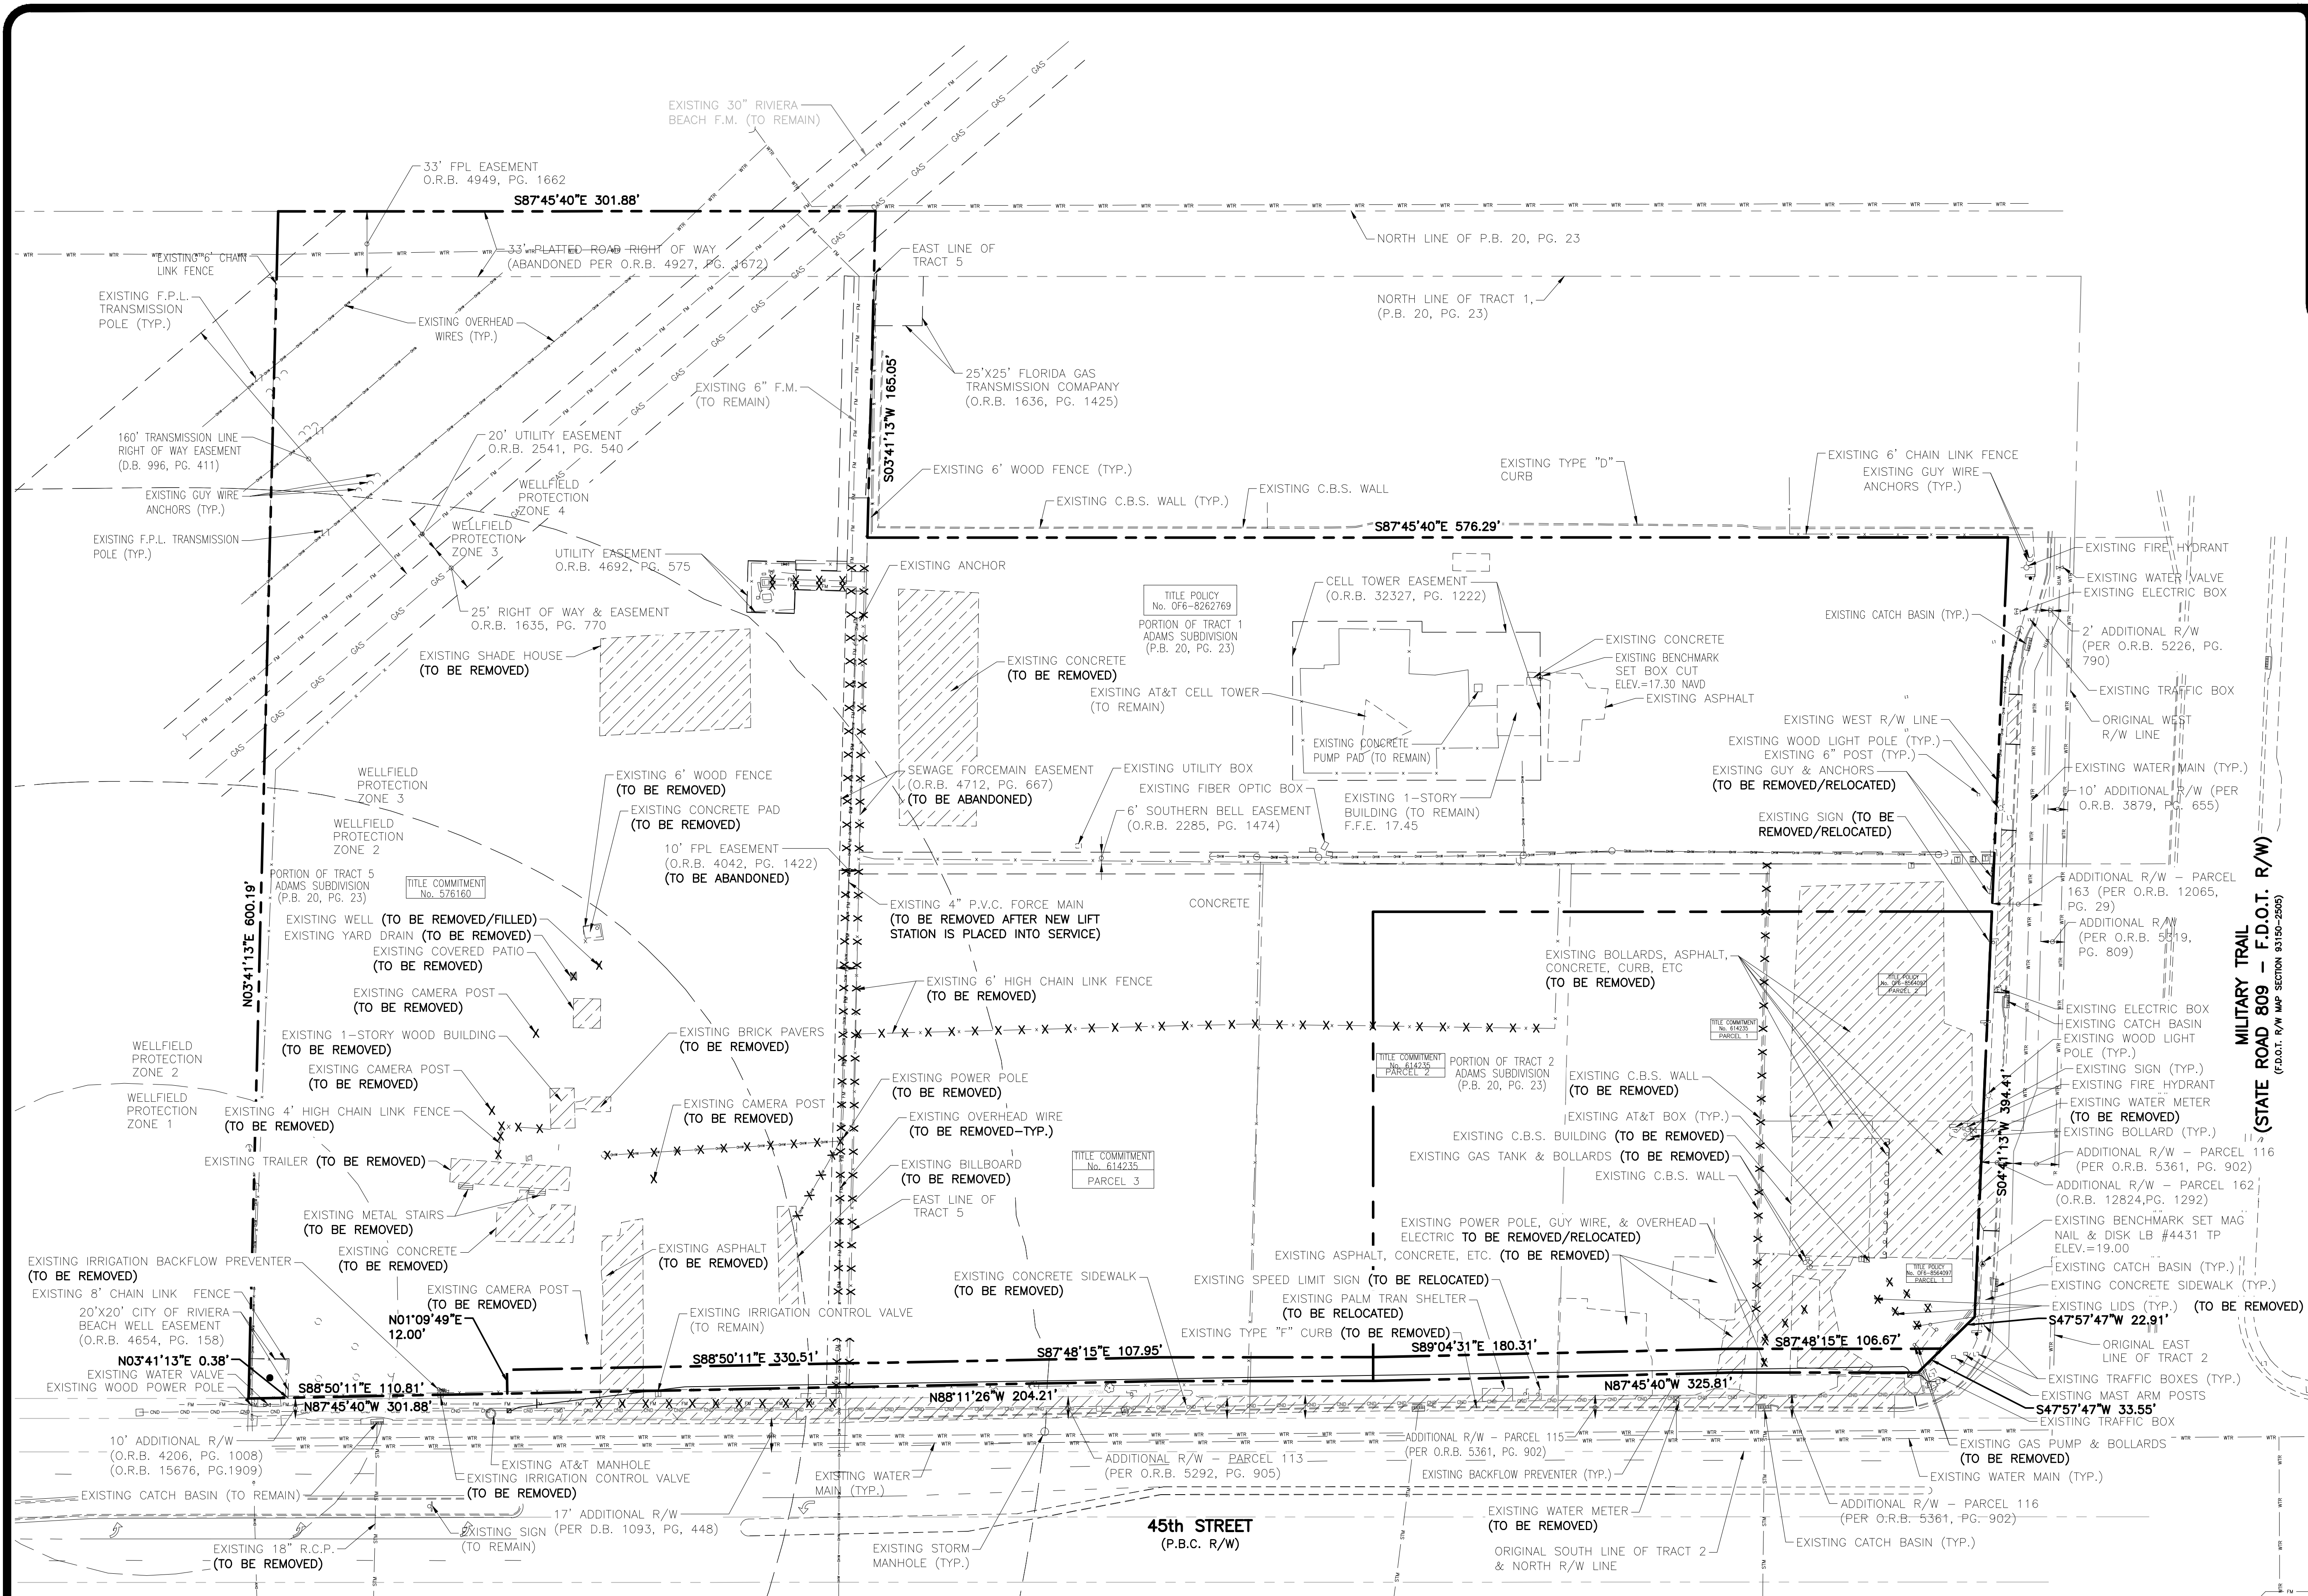 EXISTING 30" RIVIERA
BEACH F.M. (TO REMAIN)
33' FPL EASEMENT
O.R.B. 4949, PG. 1662
S87°45'40"E 301.88'
33' PLATTED ROAD RIGHT OF WAY
(ABANDONED PER O.R.B. 4927, PG. 1672)
EXISTING 6' CHAIN
LINK FENCE
EAST LINE OF
TRACT 5
NORTH LINE OF P.B. 20, PG. 23
NORTH LINE OF TRACT 1,
(P.B. 20, PG. 23)
EXISTING F.P.L.
TRANSMISSION
POLE (TYP.)
EXISTING OVERHEAD
WIRES (TYP.)
S03°41'13"W 165.05'
EXISTING 6" F.M.
(TO REMAIN)
25'X25' FLORIDA GAS
TRANSMISSION COMAPANY
(O.R.B. 1636, PG. 1425)
160' TRANSMISSION LINE
RIGHT OF WAY EASEMENT
(D.B. 996, PG. 411)
20' UTILITY EASEMENT
O.R.B. 2541, PG. 540
EXISTING GUY WIRE
ANCHORS (TYP.)
WELLFIELD
PROTECTION
ZONE 4
WELLFIELD
PROTECTION
ZONE 3
EXISTING 6' WOOD FENCE (TYP.)
EXISTING C.B.S. WALL (TYP.)
EXISTING C.B.S. WALL
EXISTING TYPE "D"
CURB
EXISTING 6' CHAIN LINK FENCE
EXISTING GUY WIRE
ANCHORS (TYP.)
S87°45'40"E 576.29'
EXISTING F.P.L. TRANSMISSION
POLE (TYP.)
UTILITY EASEMENT
O.R.B. 4692, PG. 575
EXISTING ANCHOR
25' RIGHT OF WAY & EASEMENT
O.R.B. 1635, PG. 770
TITLE POLICY
No. OF6-8262769
PORTION OF TRACT 1
ADAMS SUBDIVISION
(P.B. 20, PG. 23)
CELL TOWER EASEMENT
(O.R.B. 32327, PG. 1222)
EXISTING FIRE HYDRANT
EXISTING WATER VALVE
EXISTING ELECTRIC BOX
EXISTING CATCH BASIN (TYP.)
2' ADDITIONAL R/W
(PER O.R.B. 5226, PG.
790)
EXISTING SHADE HOUSE
(TO BE REMOVED)
EXISTING CONCRETE
(TO BE REMOVED)
EXISTING CONCRETE
EXISTING BENCHMARK
SET BOX CUT
ELEV.=17.30 NAVD
EXISTING ASPHALT
EXISTING AT&T CELL TOWER
(TO REMAIN)
EXISTING TRAFFIC BOX
ORIGINAL WEST
R/W LINE
EXISTING CONCRETE
PUMP PAD (TO REMAIN)
EXISTING WEST R/W LINE
EXISTING WOOD LIGHT POLE (TYP.)
EXISTING 6" POST (TYP.)
EXISTING GUY & ANCHORS
(TO BE REMOVED/RELOCATED)
EXISTING WATER MAIN (TYP.)
10' ADDITIONAL R/W (PER
O.R.B. 3879, PG. 655)
WELLFIELD
PROTECTION
ZONE 3
WELLFIELD
PROTECTION
ZONE 2
EXISTING 6' WOOD FENCE
(TO BE REMOVED)
EXISTING CONCRETE PAD
(TO BE REMOVED)
SEWAGE FORCEMAIN EASEMENT
(O.R.B. 4712, PG. 667)
(TO BE ABANDONED)
EXISTING UTILITY BOX
EXISTING FIBER OPTIC BOX
6' SOUTHERN BELL EASEMENT
(O.R.B. 2285, PG. 1474)
EXISTING 1-STORY
BUILDING (TO REMAIN)
F.F.E. 17.45
EXISTING SIGN (TO BE
REMOVED/RELOCATED)
10' FPL EASEMENT
(O.R.B. 4042, PG. 1422)
(TO BE ABANDONED)
PORTION OF TRACT 5
ADAMS SUBDIVISION
(P.B. 20, PG. 23)
TITLE COMMITMENT
No. 576160
N03°41'13"E 600.19'
EXISTING 4" P.V.C. FORCE MAIN
(TO BE REMOVED AFTER NEW LIFT
STATION IS PLACED INTO SERVICE)
CONCRETE
ADDITIONAL R/W - PARCEL
163 (PER O.R.B. 12065,
PG. 29)
ADDITIONAL R/W
(PER O.R.B. 5319,
PG. 809)
EXISTING WELL (TO BE REMOVED/FILLED)
EXISTING YARD DRAIN (TO BE REMOVED)
EXISTING COVERED PATIO
(TO BE REMOVED)
EXISTING CAMERA POST
(TO BE REMOVED)
EXISTING 6' HIGH CHAIN LINK FENCE
(TO BE REMOVED)
EXISTING BOLLARDS, ASPHALT,
CONCRETE, CURB, ETC
(TO BE REMOVED)
TITLE POLICY
No. OF6-8564097
PARCEL 2
MILITARY TRAIL
(STATE ROAD 809 - F.D.O.T. R/W)
(F.D.O.T. R/W MAP SECTION 93150-2505)
EXISTING 1-STORY WOOD BUILDING
(TO BE REMOVED)
EXISTING BRICK PAVERS
(TO BE REMOVED)
TITLE COMMITMENT
No. 614235
PARCEL 1
EXISTING ELECTRIC BOX
EXISTING CATCH BASIN
EXISTING WOOD LIGHT
POLE (TYP.)
EXISTING SIGN (TYP.)
EXISTING FIRE HYDRANT
EXISTING WATER METER
(TO BE REMOVED)
EXISTING BOLLARD (TYP.)
WELLFIELD
PROTECTION
ZONE 2
WELLFIELD
PROTECTION
ZONE 1
EXISTING CAMERA POST
(TO BE REMOVED)
EXISTING 4' HIGH CHAIN LINK FENCE
(TO BE REMOVED)
EXISTING POWER POLE
(TO BE REMOVED)
EXISTING CAMERA POST
(TO BE REMOVED)
EXISTING OVERHEAD WIRE
(TO BE REMOVED-TYP.)
TITLE COMMITMENT
No. 614235
PARCEL 2
PORTION OF TRACT 2
ADAMS SUBDIVISION
(P.B. 20, PG. 23)
EXISTING C.B.S. WALL
(TO BE REMOVED)
EXISTING AT&T BOX (TYP.)
EXISTING C.B.S. BUILDING (TO BE REMOVED)
EXISTING GAS TANK & BOLLARDS (TO BE REMOVED)
EXISTING C.B.S. WALL
S04°41'13"W 394.41'
ADDITIONAL R/W - PARCEL 116
(PER O.R.B. 5361, PG. 902)
ADDITIONAL R/W - PARCEL 162
(O.R.B. 12824,PG. 1292)
EXISTING TRAILER (TO BE REMOVED)
EXISTING BILLBOARD
(TO BE REMOVED)
EAST LINE OF
TRACT 5
TITLE COMMITMENT
No. 614235
PARCEL 3
EXISTING METAL STAIRS
(TO BE REMOVED)
EXISTING CONCRETE
(TO BE REMOVED)
EXISTING ASPHALT
(TO BE REMOVED)
EXISTING POWER POLE, GUY WIRE, & OVERHEAD
ELECTRIC TO BE REMOVED/RELOCATED)
EXISTING ASPHALT, CONCRETE, ETC. (TO BE REMOVED)
EXISTING BENCHMARK SET MAG
NAIL & DISK LB #4431 TP
ELEV.=19.00
EXISTING IRRIGATION BACKFLOW PREVENTER
(TO BE REMOVED)
EXISTING 8' CHAIN LINK FENCE
20'X20' CITY OF RIVIERA
BEACH WELL EASEMENT
(O.R.B. 4654, PG. 158)
EXISTING CAMERA POST
(TO BE REMOVED)
EXISTING CONCRETE SIDEWALK
(TO BE REMOVED)
EXISTING SPEED LIMIT SIGN (TO BE RELOCATED)
EXISTING PALM TRAN SHELTER
(TO BE RELOCATED)
EXISTING TYPE "F" CURB (TO BE REMOVED)
TITLE POLICY
No. OF6-8564097
PARCEL 1
EXISTING CATCH BASIN (TYP.)
EXISTING CONCRETE SIDEWALK (TYP.)
EXISTING LIDS (TYP.) (TO BE REMOVED)
S47°57'47"W 22.91'
N01°09'49"E
12.00'
EXISTING IRRIGATION CONTROL VALVE
(TO REMAIN)
ORIGINAL EAST
LINE OF TRACT 2
N03°41'13"E 0.38'
EXISTING WATER VALVE
EXISTING WOOD POWER POLE
S88°50'11"E 330.51'
S87°48'15"E 107.95'
S89°04'31"E 180.31'
S87°48'15"E 106.67'
EXISTING TRAFFIC BOXES (TYP.)
EXISTING MAST ARM POSTS
S47°57'47"W 33.55'
EXISTING TRAFFIC BOX
S88°50'11"E 110.81'
N87°45'40"W 301.88'
N88°11'26"W 204.21'
N87°45'40"W 325.81'
10' ADDITIONAL R/W
(O.R.B. 4206, PG. 1008)
(O.R.B. 15676, PG.1909)
EXISTING AT&T MANHOLE
EXISTING IRRIGATION CONTROL VALVE
(TO BE REMOVED)
EXISTING WATER
MAIN (TYP.)
ADDITIONAL R/W - PARCEL 113
(PER O.R.B. 5292, PG. 905)
ADDITIONAL R/W - PARCEL 115
(PER O.R.B. 5361, PG. 902)
EXISTING BACKFLOW PREVENTER (TYP.)
EXISTING GAS PUMP & BOLLARDS
(TO BE REMOVED)
EXISTING WATER MAIN (TYP.)
EXISTING CATCH BASIN (TO REMAIN)
17' ADDITIONAL R/W
(PER D.B. 1093, PG, 448)
EXISTING SIGN
(TO REMAIN)
EXISTING 18" R.C.P.
(TO BE REMOVED)
EXISTING STORM
MANHOLE (TYP.)
45th STREET
(P.B.C. R/W)
EXISTING WATER METER
(TO BE REMOVED)
ADDITIONAL R/W - PARCEL 116
(PER O.R.B. 5361, PG. 902)
EXISTING CATCH BASIN (TYP.)
ORIGINAL SOUTH LINE OF TRACT 2
& NORTH R/W LINE